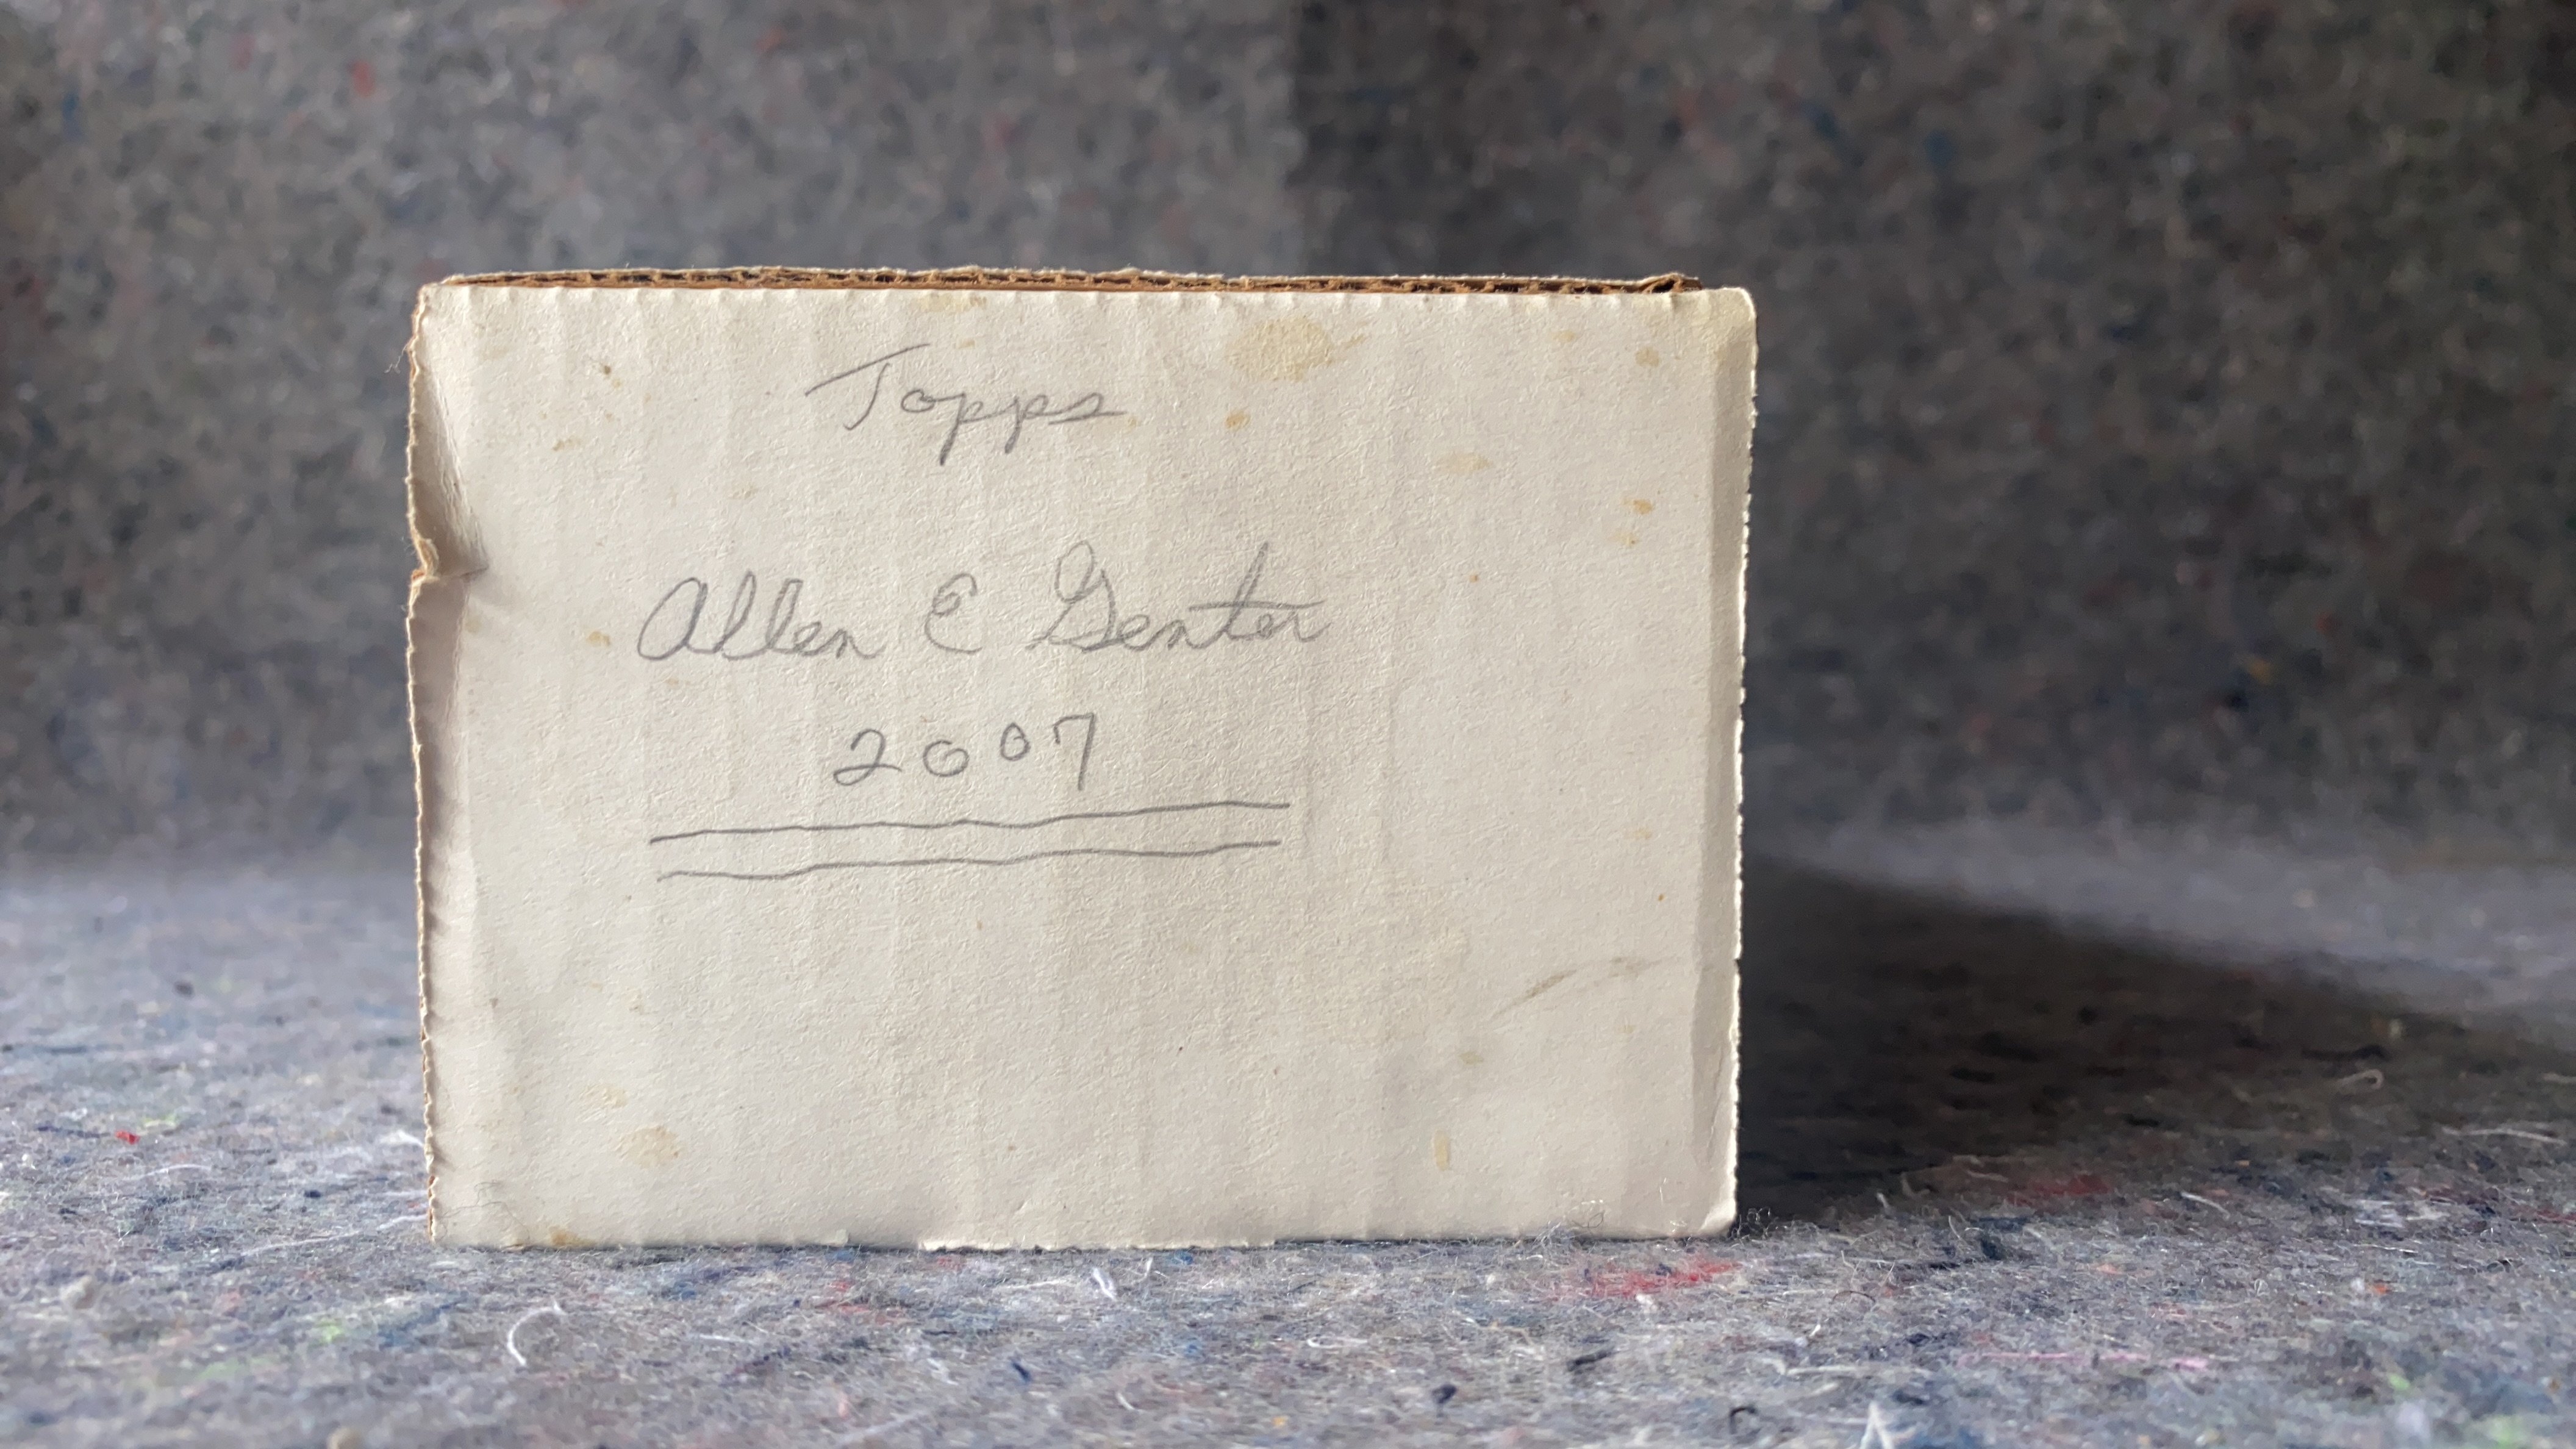 Topps
Allen & Genter
2007